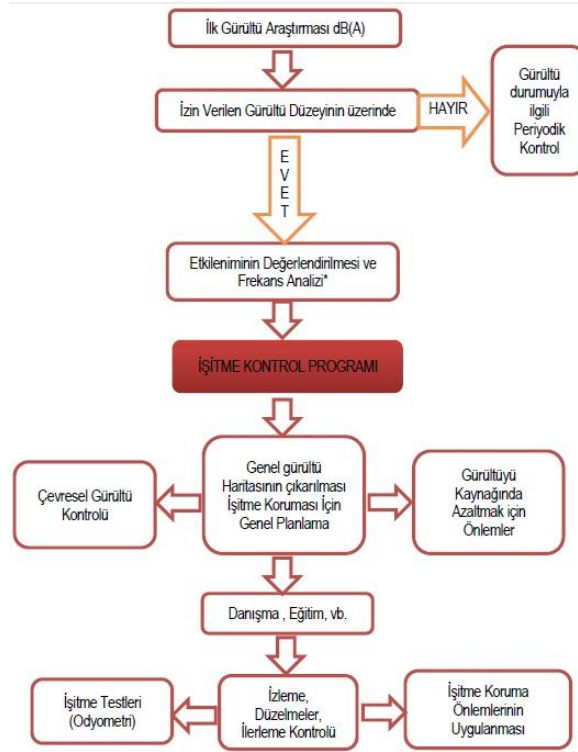 İlk Gürültü Araştırması dB(A)
İzin Verilen Gürültü Düzeyinin üzerinde
HAYIR
Gürültü
durumuyla
ilgili
Periyodik
Kontrol
E
V
E
T
Etkileniminin Değerlendirilmesi ve
Frekans Analizi*
İŞİTME KONTROL PROGRAMI
Çevresel Gürültü
Kontrolü
Genel gürültü
Haritasının çıkarılması
İşitme Koruması İçin
Genel Planlama
Gürültüyü
Kaynağında
Azaltmak için
Önlemler
Danışma , Eğitim, vb.
İşitme Testleri
(Odyometri)
İzleme,
Düzelmeler,
İlerleme Kontrolü
İşitme Koruma
Önlemlerinin
Uygulanması